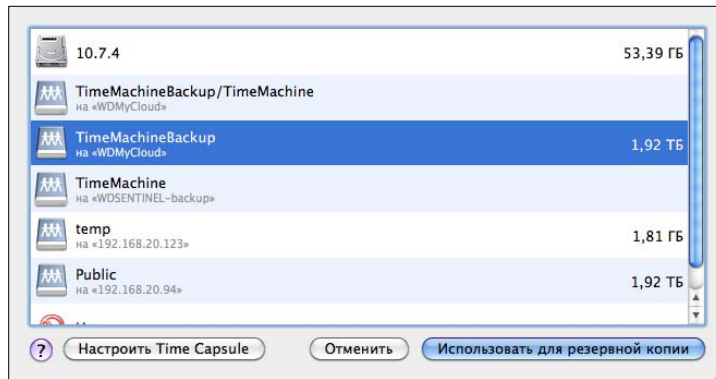 10.7.4 53,39 ГБ
TimeMachineBackup/TimeMachine
на «WDMyCloud»
TimeMachineBackup 1,92 ТБ
на «WDMyCloud»
TimeMachine
на «WDSENTINEL-backup»
temp 1,81 ГБ
на «192.168.20.123»
Public 1,92 ТБ
на «192.168.20.94»
? Настроить Time Capsule Отменить Использовать для резервной копии